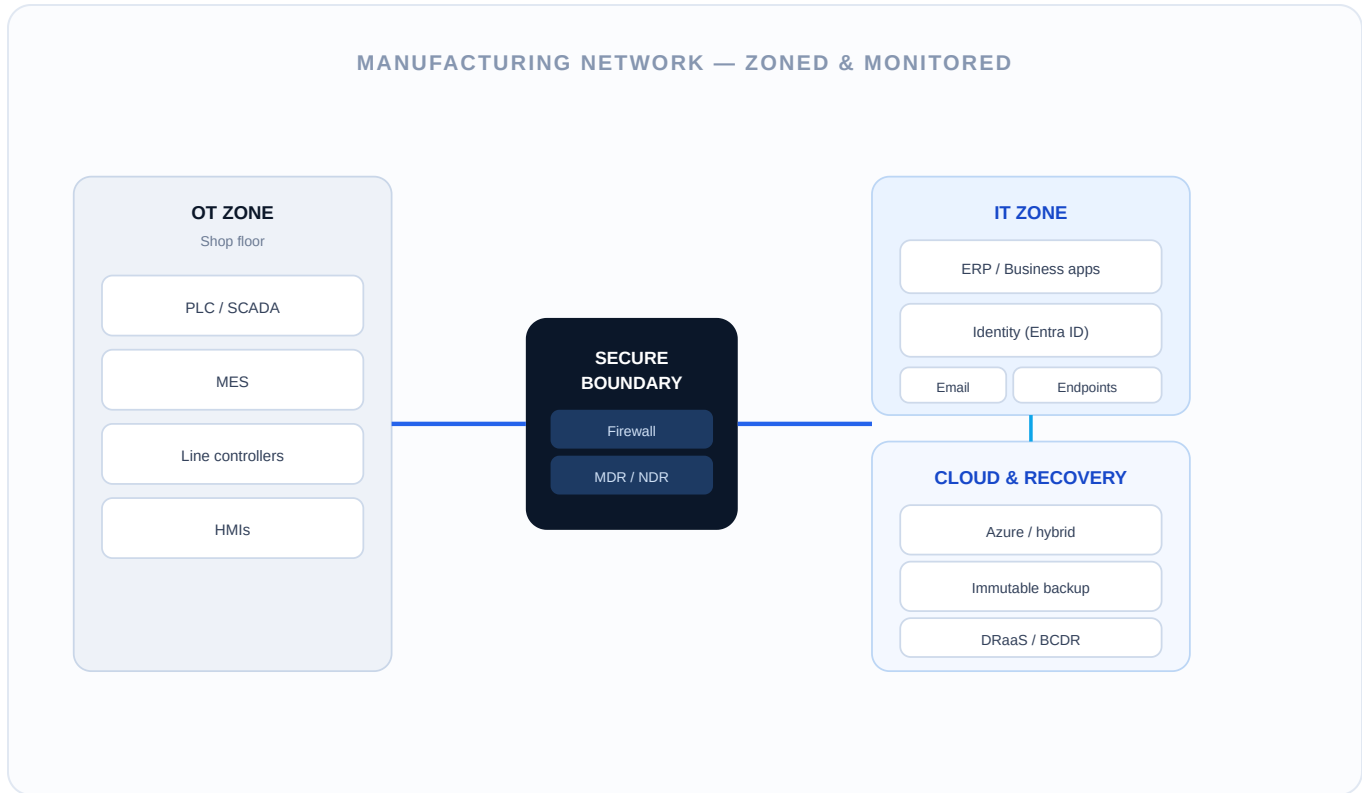 MANUFACTURING NETWORK — ZONED & MONITORED
OT ZONE
Shop floor
PLC / SCADA
MES
Line controllers
HMIs
SECURE
BOUNDARY
Firewall
MDR / NDR
IT ZONE
ERP / Business apps
Identity (Entra ID)
Email
Endpoints
CLOUD & RECOVERY
Azure / hybrid
Immutable backup
DRaaS / BCDR